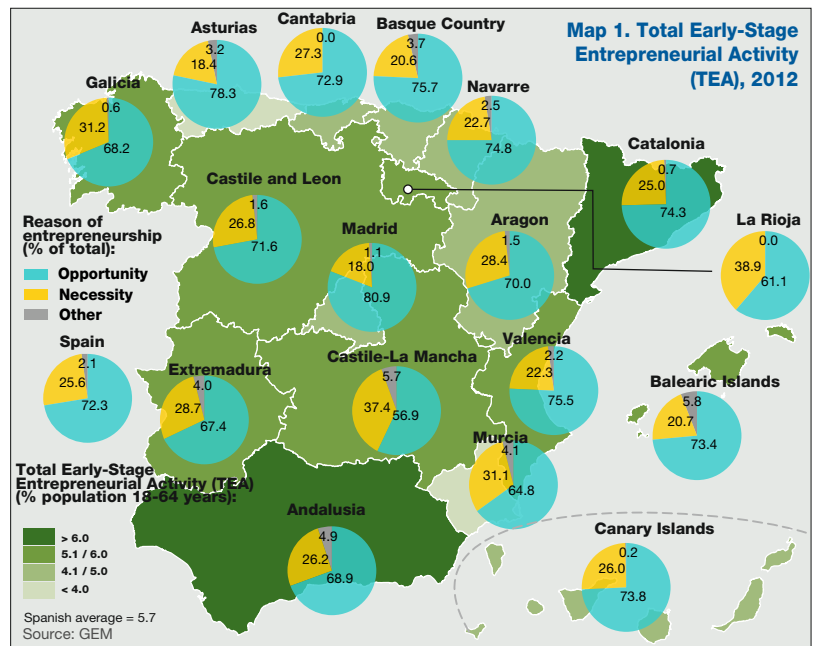 Map 1. Total Early-Stage
Entrepreneurial Activity
(TEA), 2012
Asturias
3.2
18.4
78.3
Cantabria
0.0
27.3
72.9
Basque Country
3.7
20.6
75.7
Galicia
0.6
31.2
68.2
Navarre
2.5
22.7
74.8
Catalonia
0.7
25.0
74.3
Castile and Leon
1.6
26.8
71.6
Madrid
1.1
18.0
80.9
Aragon
1.5
28.4
70.0
La Rioja
0.0
38.9
61.1
Reason of
entrepreneurship
(% of total):
Opportunity
Necessity
Other
Spain
2.1
25.6
72.3
Extremadura
4.0
28.7
67.4
Castile-La Mancha
5.7
37.4
56.9
Valencia
2.2
22.3
75.5
Balearic Islands
5.8
20.7
73.4
Murcia
4.1
31.1
64.8
Andalusia
4.9
26.2
68.9
Canary Islands
0.2
26.0
73.8
Total Early-Stage
Entrepreneurial Activity (TEA)
(% population 18-64 years):
> 6.0
5.1 / 6.0
4.1 / 5.0
< 4.0
Spanish average = 5.7
Source: GEM